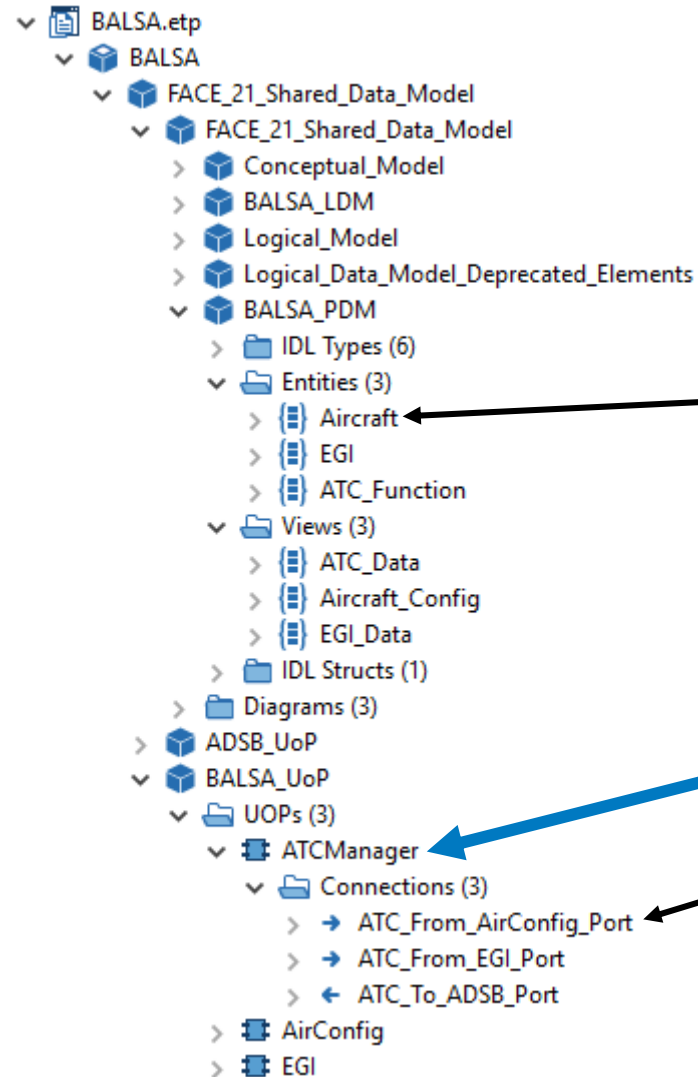 BALSA.etp
BALSA
FACE_21_Shared_Data_Model
FACE_21_Shared_Data_Model
Conceptual_Model
BALSA_LDM
Logical_Model
Logical_Data_Model_Deprecated_Elements
BALSA_PDM
IDL Types (6)
Entities (3)
Aircraft
EGI
ATC_Function
Views (3)
ATC_Data
Aircraft_Config
EGI_Data
IDL Structs (1)
Diagrams (3)
ADSB_UoP
BALSA_UoP
UOPs (3)
ATCManager
Connections (3)
ATC_From_AirConfig_Port
ATC_From_EGI_Port
ATC_To_ADSB_Port
AirConfig
EGI